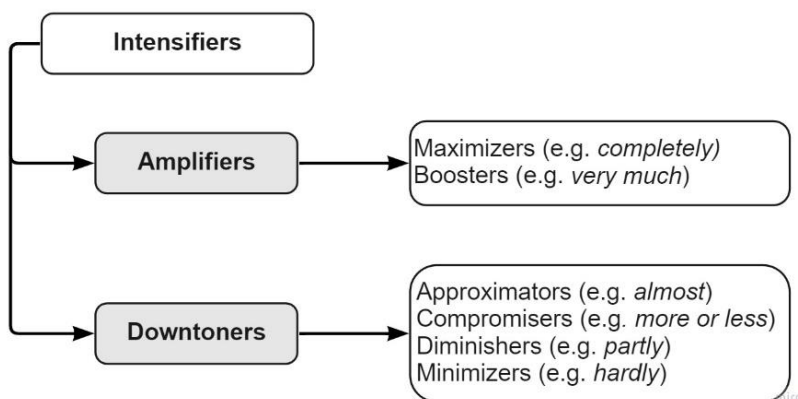 Intensifiers
Amplifiers
Maximizers (e.g. completely)
Boosters (e.g. very much)
Downtoners
Approximators (e.g. almost)
Compromisers (e.g. more or less)
Diminishers (e.g. partly)
Minimizers (e.g. hardly)